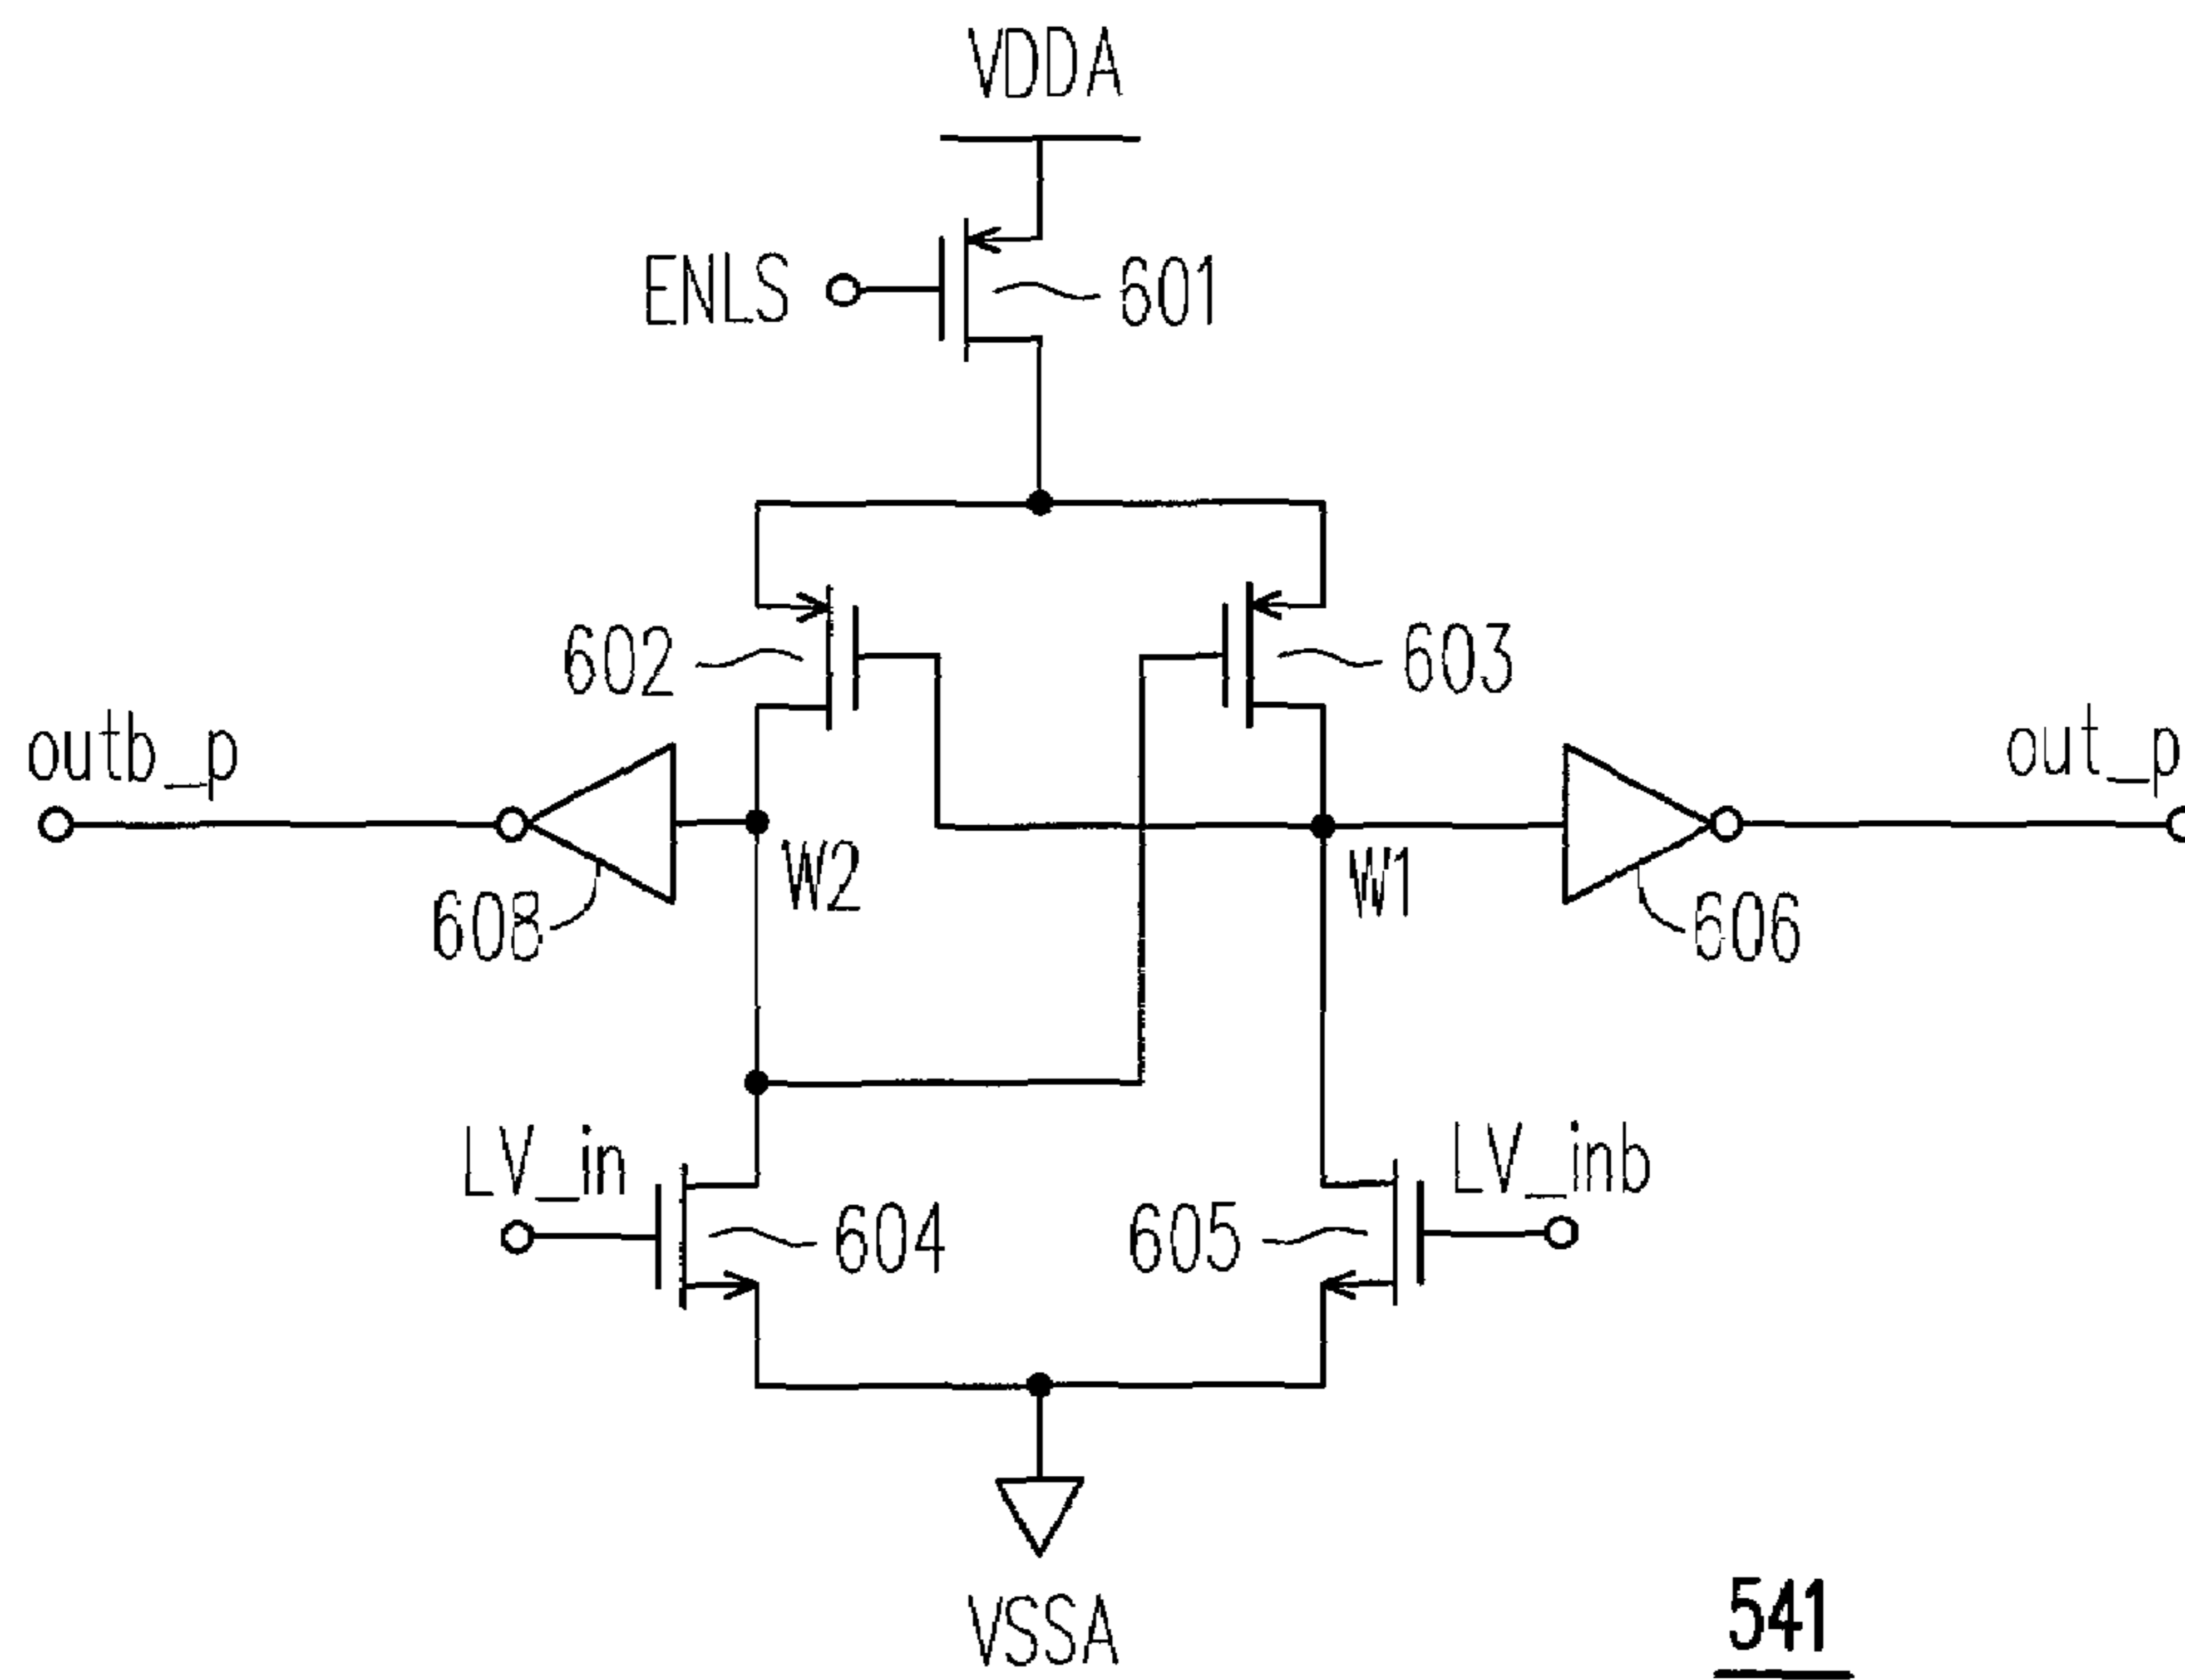 VDDA
ENLS
601
602
603
outb_p
out_p
W2
W1
608
606
LV_in
LV_inb
604
605
VSSA
541